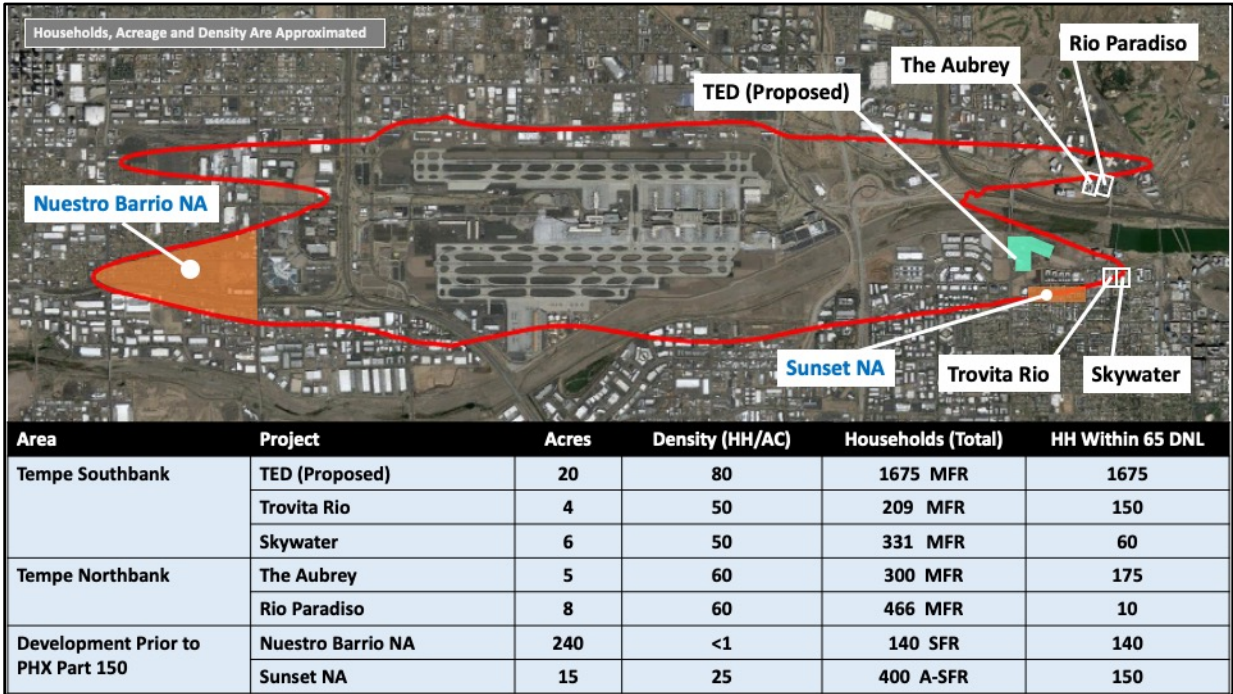 Households, Acreage and Density Are Approximated
Rio Paradiso
The Aubrey
TED (Proposed)
Nuestro Barrio NA
Sunset NA
Trovita Rio
Skywater
Area Project Acres Density (HH/AC) Households (Total) HH Within 65 DNL
Tempe Southbank TED (Proposed) 20 80 1675 MFR 1675
Trovita Rio 4 50 209 MFR 150
Skywater 6 50 331 MFR 60
Tempe Northbank The Aubrey 5 60 300 MFR 175
Rio Paradiso 8 60 466 MFR 10
Development Prior to Nuestro Barrio NA 240 <1 140 SFR 140
PHX Part 150 Sunset NA 15 25 400 A-SFR 150